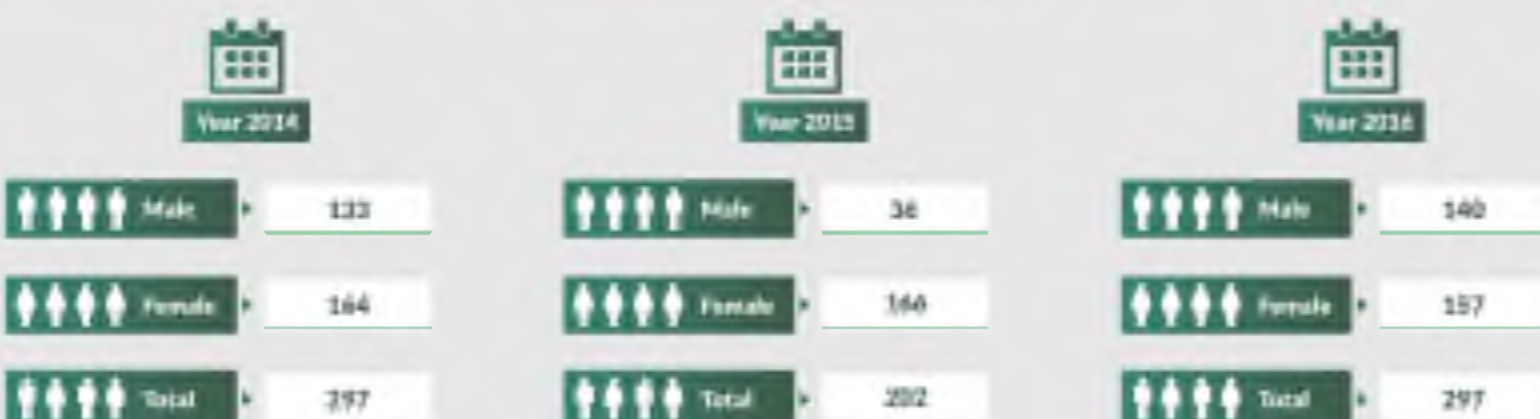 Year 2014
Male 133
Female 164
Total 297
Year 2015
Male 36
Female 166
Total 202
Year 2016
Male 140
Female 157
Total 297